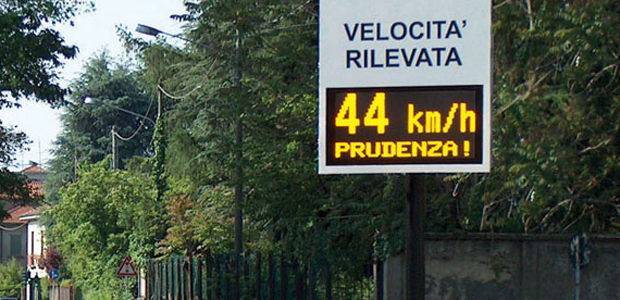 VELOCITA'
RILEVATA
44 km/h
PRUDENZA!